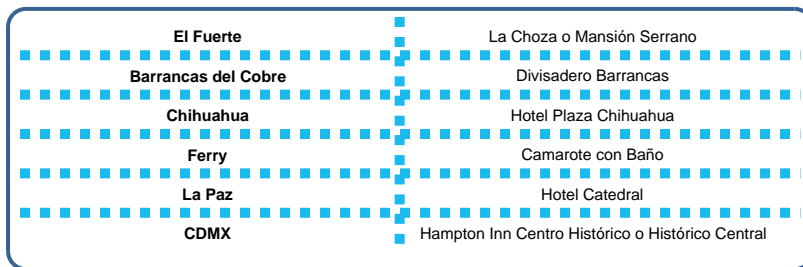 El Fuerte La Choza o Mansión Serrano
Barrancas del Cobre Divisadero Barrancas
Chihuahua Hotel Plaza Chihuahua
Ferry Camarote con Baño
La Paz Hotel Catedral
CDMX Hampton Inn Centro Histórico o Histórico Central